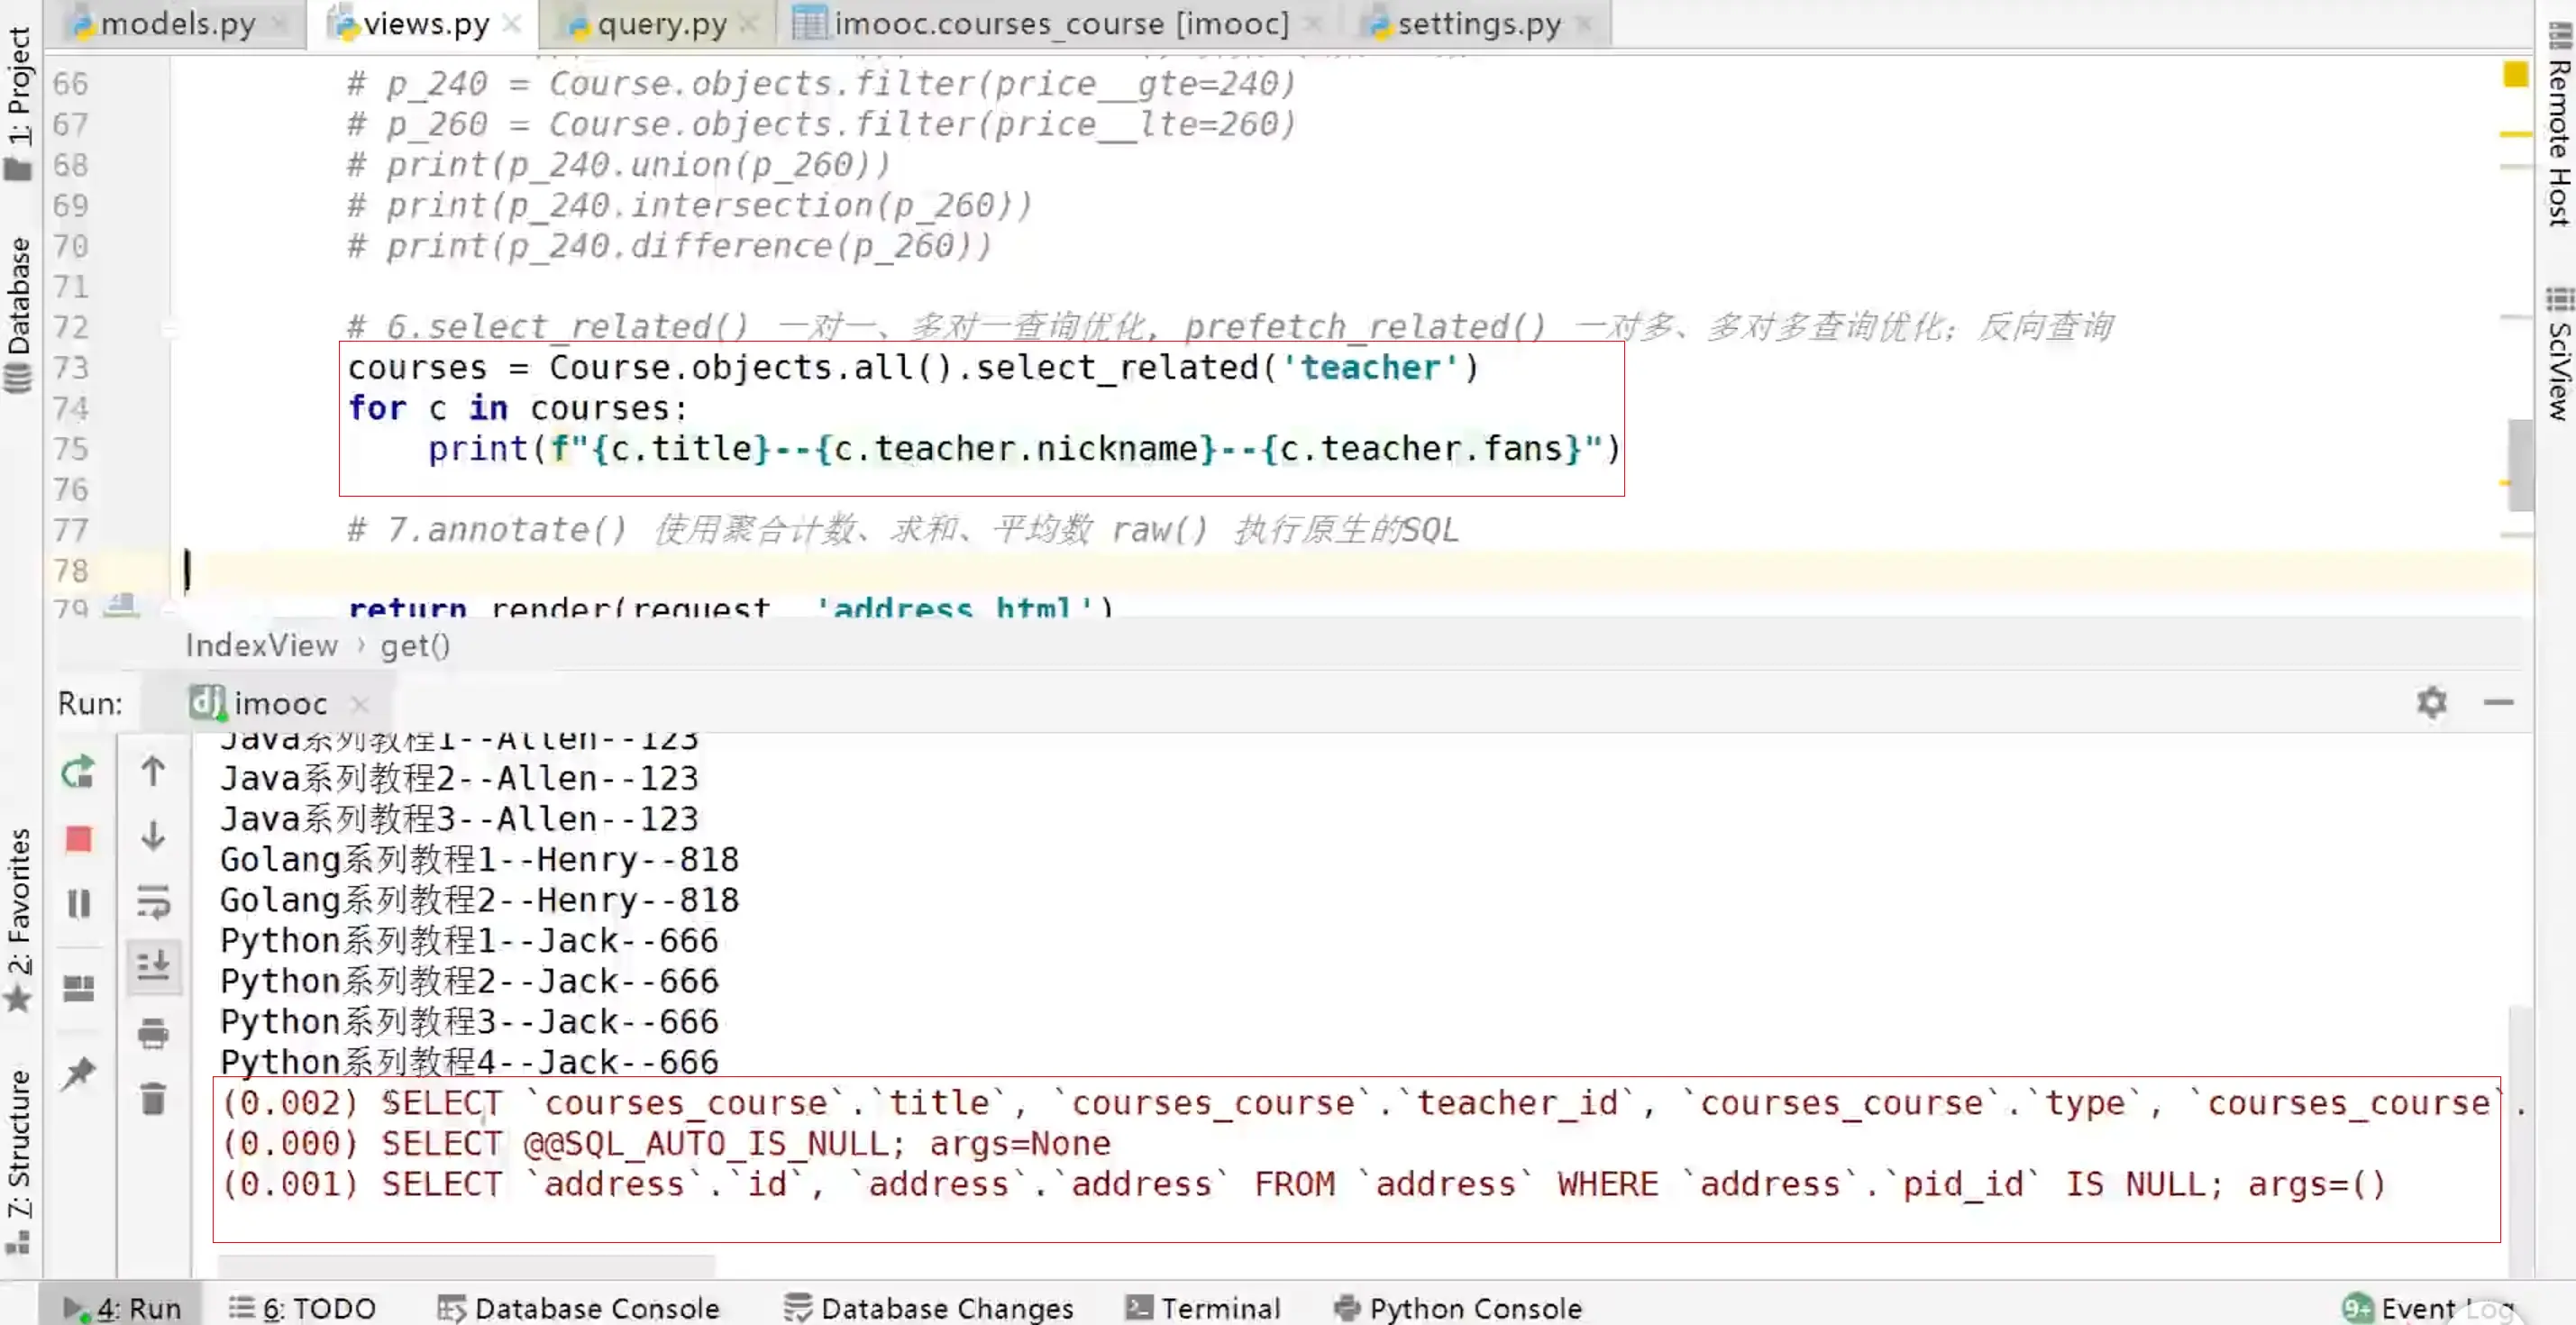 models.py
views.py
query.py
imooc.courses_course [imooc]
settings.py
1: Project
Database
2: Favorites
7: Structure
Remote Host
SciView
66 # p_240 = Course.objects.filter(price__gte=240)
67 # p_260 = Course.objects.filter(price__lte=260)
68 # print(p_240.union(p_260))
69 # print(p_240.intersection(p_260))
70 # print(p_240.difference(p_260))
71
72 # 6.select_related() 一对一、多对一查询优化, prefetch_related() 一对多、多对多查询优化; 反向查询
73 courses = Course.objects.all().select_related('teacher')
74 for c in courses:
75 print(f"{c.title}--{c.teacher.nickname}--{c.teacher.fans}")
76
77 # 7.annotate() 使用聚合计数、求和、平均数 raw() 执行原生的SQL
78
79 return render(request, 'address.html')
IndexView › get()
Run: imooc
Java系列教程1--Allen--123
Java系列教程2--Allen--123
Java系列教程3--Allen--123
Golang系列教程1--Henry--818
Golang系列教程2--Henry--818
Python系列教程1--Jack--666
Python系列教程2--Jack--666
Python系列教程3--Jack--666
Python系列教程4--Jack--666
(0.002) SELECT `courses_course`.`title`, `courses_course`.`teacher_id`, `courses_course`.`type`, `courses_course`.
(0.000) SELECT @@SQL_AUTO_IS_NULL; args=None
(0.001) SELECT `address`.`id`, `address`.`address` FROM `address` WHERE `address`.`pid_id` IS NULL; args=()
4: Run
6: TODO
Database Console
Database Changes
Terminal
Python Console
9+ Event Log